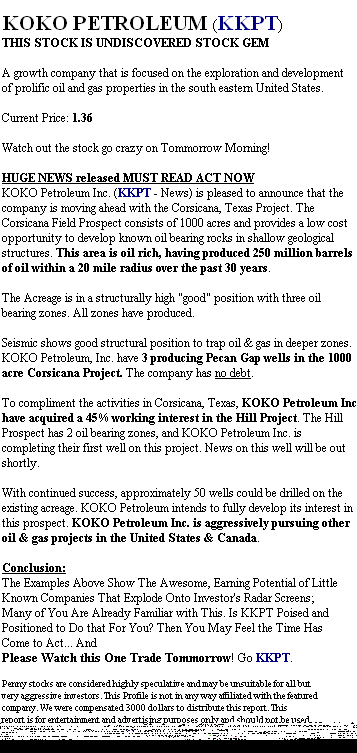 KOKO PETROLEUM (KKPT)
THIS STOCK IS UNDISCOVERED STOCK GEM
A growth company that is focused on the exploration and development
of prolific oil and gas properties in the south eastern United States.
Current Price: 1.36
Watch out the stock go crazy on Tommorrow Morning!
HUGE NEWS released MUST READ ACT NOW
KOKO Petroleum Inc. (KKPT - News) is pleased to announce that the
company is moving ahead with the Corsicana, Texas Project. The
Corsicana Field Prospect consists of 1000 acres and provides a low cost
opportunity to develop known oil bearing rocks in shallow geological
structures. This area is oil rich, having produced 250 million barrels
of oil within a 20 mile radius over the past 30 years.
The Acreage is in a structurally high "good" position with three oil
bearing zones. All zones have produced.
Seismic shows good structural position to trap oil & gas in deeper zones.
KOKO Petroleum, Inc. have 3 producing Pecan Gap wells in the 1000
acre Corsicana Project. The company has no debt.
To compliment the activities in Corsicana, Texas, KOKO Petroleum Inc
have acquired a 45% working interest in the Hill Project. The Hill
Prospect has 2 oil bearing zones, and KOKO Petroleum Inc. is
completing their first well on this project. News on this well will be out
shortly.
With continued success, approximately 50 wells could be drilled on the
existing acreage. KOKO Petroleum intends to fully develop its interest in
this prospect. KOKO Petroleum Inc. is aggressively pursuing other
oil & gas projects in the United States & Canada.
Conclusion:
The Examples Above Show The Awesome, Earning Potential of Little
Known Companies That Explode Onto Investor's Radar Screens;
Many of You Are Already Familiar with This. Is KKPT Poised and
Positioned to Do that For You? Then You May Feel the Time Has
Come to Act... And
Please Watch this One Trade Tommorrow! Go KKPT.
Penny stocks are considered highly speculative and may be unsuitable for all but
very aggressive investors. This Profile is not in any way affiliated with the featured
company. We were compensated 3000 dollars to distribute this report. This
report is for entertainment and advertising purposes only and should not be used